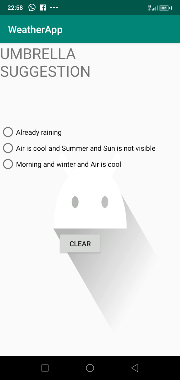 22:58
WeatherApp
UMBRELLA
SUGGESTION
Already raining
Air is cool and Summer and Sun is not visible
Morning and winter and Air is cool
CLEAR